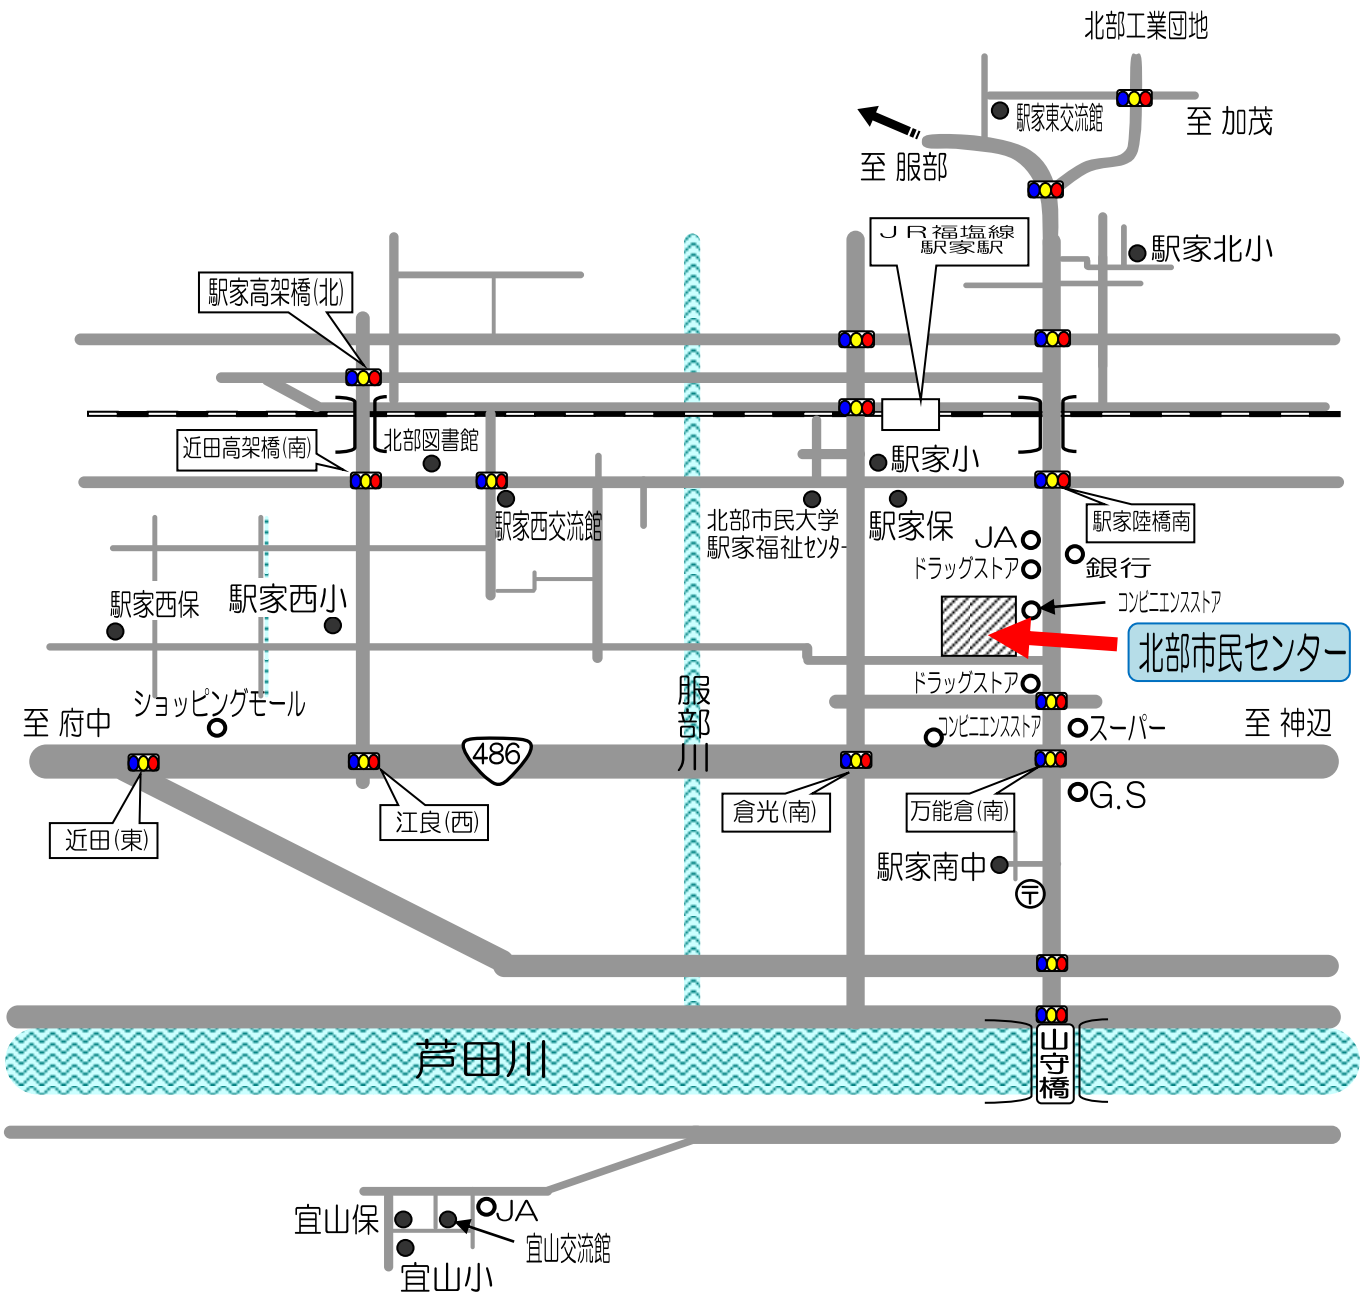 北部工業団地
駅家東交流館
至 加茂
至 服部
ＪＲ福塩線
駅家駅
駅家北小
駅家高架橋(北)
近田高架橋(南)
北部図書館
駅家小
駅家西交流館
北部市民大学
駅家福祉センター
駅家保
駅家陸橋南
JA
ドラッグストア
銀行
コンビニエンスストア
駅家西保
駅家西小
北部市民センター
ドラッグストア
ショッピングモール
服部川
至 府中
コンビニエンスストア
スーパー
至 神辺
486
G.S
近田(東)
江良(西)
倉光(南)
万能倉(南)
駅家南中
〒
山守橋
芦田川
宜山保
JA
宜山交流館
宜山小